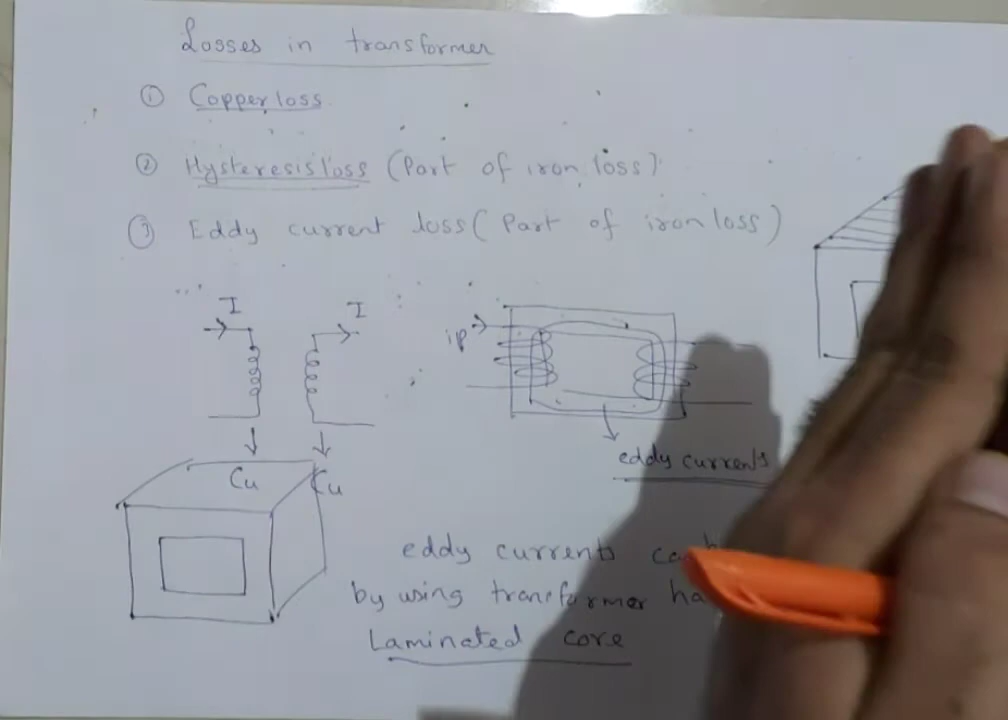 Losses in transformer
① Copper loss.
② Hysteresis loss (Part of iron loss)
③ Eddy current loss (Part of iron loss)
I
I
ip
eddy currents
Cu
Cu
eddy currents
by using transformer
Laminated core